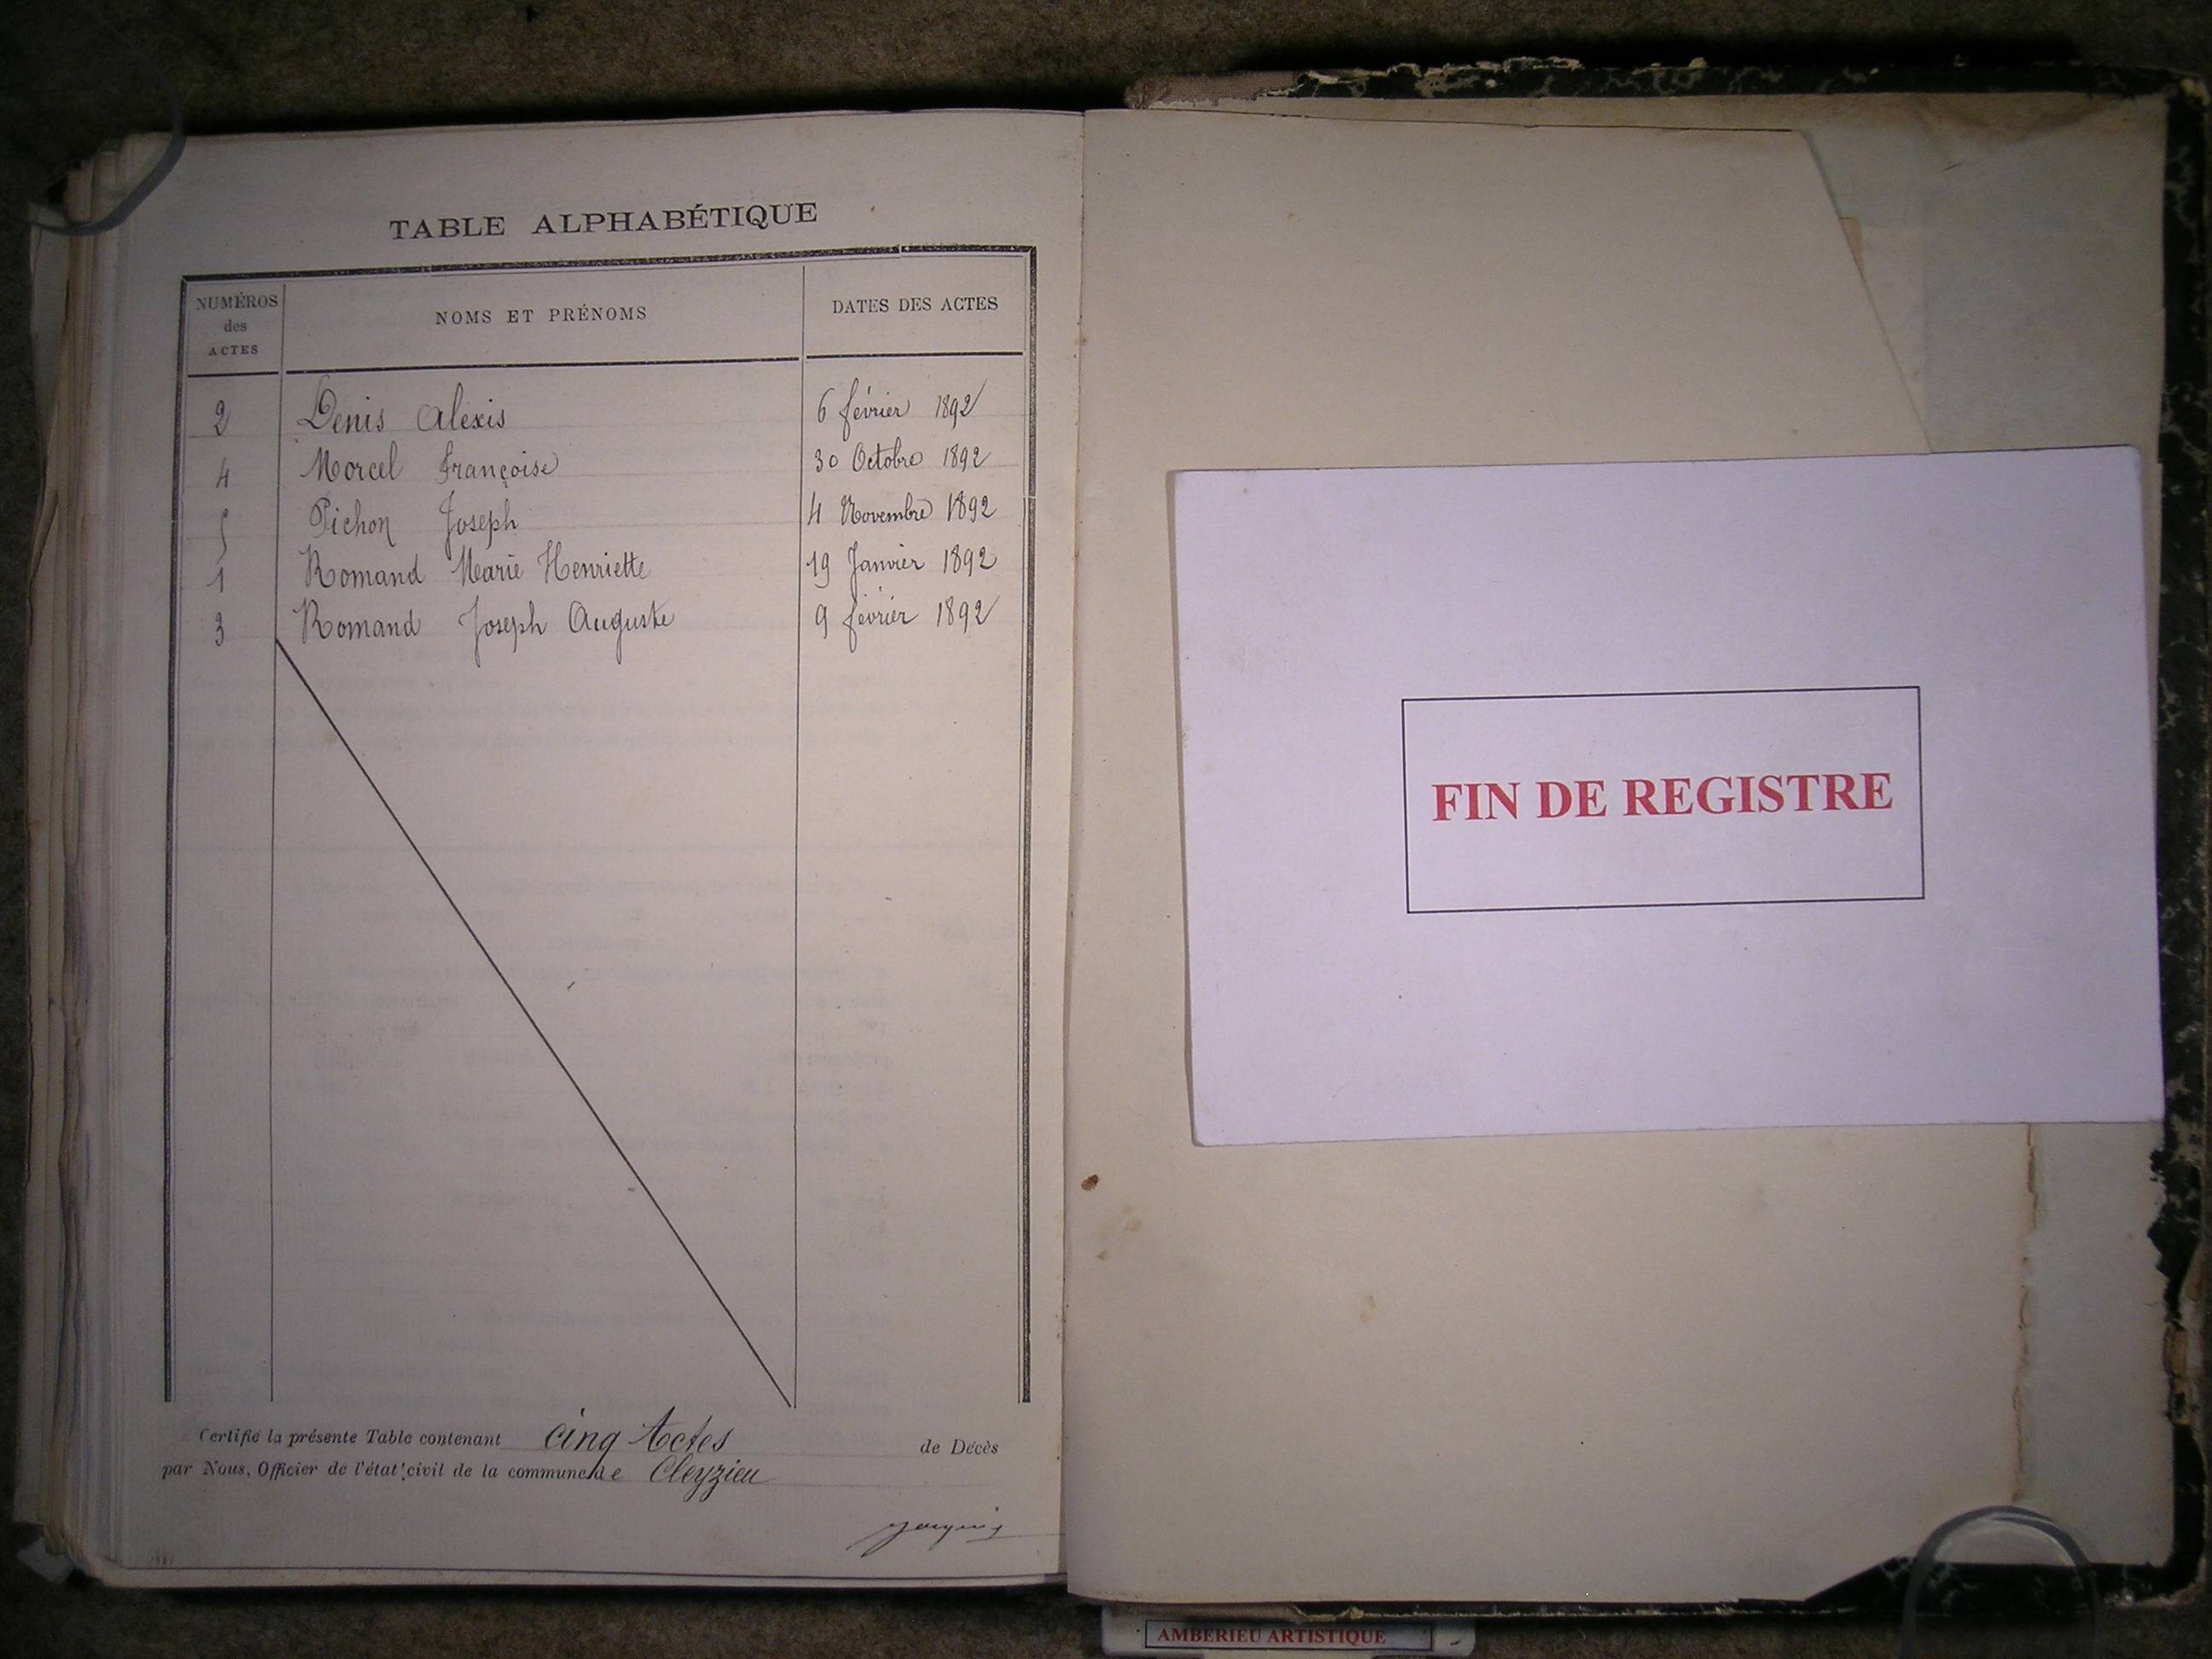 TABLE ALPHABÉTIQUE
NUMÉROS des ACTES
NOMS ET PRÉNOMS
DATES DES ACTES
2 Denis Alexis 6 février 1892
4 Morcel Françoise 30 Octobre 1892
5 Pichon Joseph 4 Novembre 1892
1 Romand Marie Henriette 19 Janvier 1892
3 Romand Joseph Auguste 9 février 1892
Certifié la présente Table contenant cinq Actes de Décès
par Nous, Officier de l'état civil de la commune de Cleyzieu
FIN DE REGISTRE
AMBERIEU ARTISTIQUE